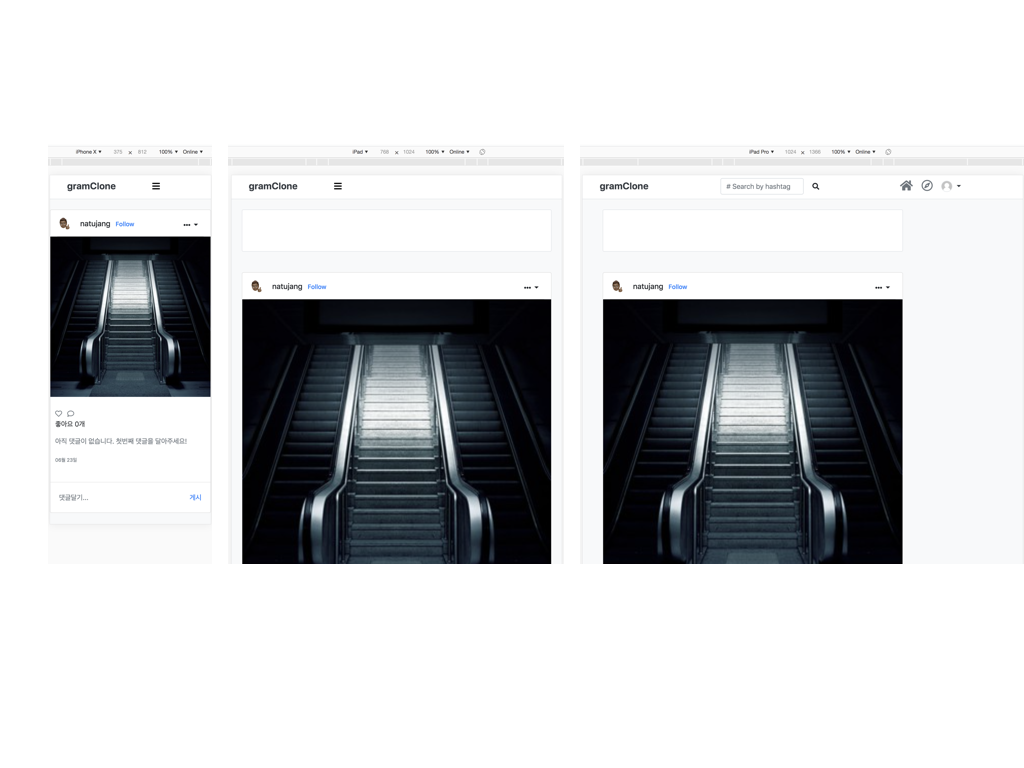 iPhone X ▼ 375 × 812 100% ▼ Online ▼
gramClone
natujang Follow
좋아요 0개
아직 댓글이 없습니다. 첫번째 댓글을 달아주세요!
08월 23일
댓글달기... 게시
iPad ▼ 768 × 1024 100% ▼ Online ▼
gramClone
natujang Follow
iPad Pro ▼ 1024 × 1366 100% ▼ Online ▼
gramClone # Search by hashtag
natujang Follow